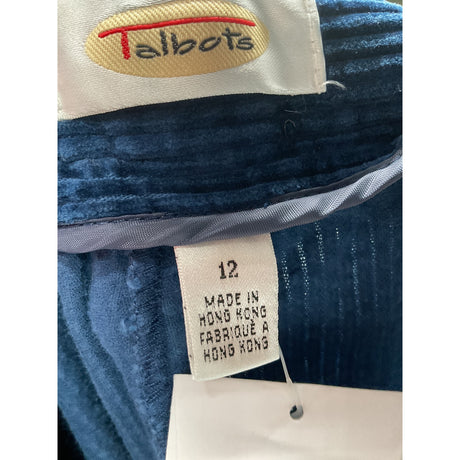 Talbots
12
MADE IN
HONG KONG
FABRIQUÉ A
HONG KONG